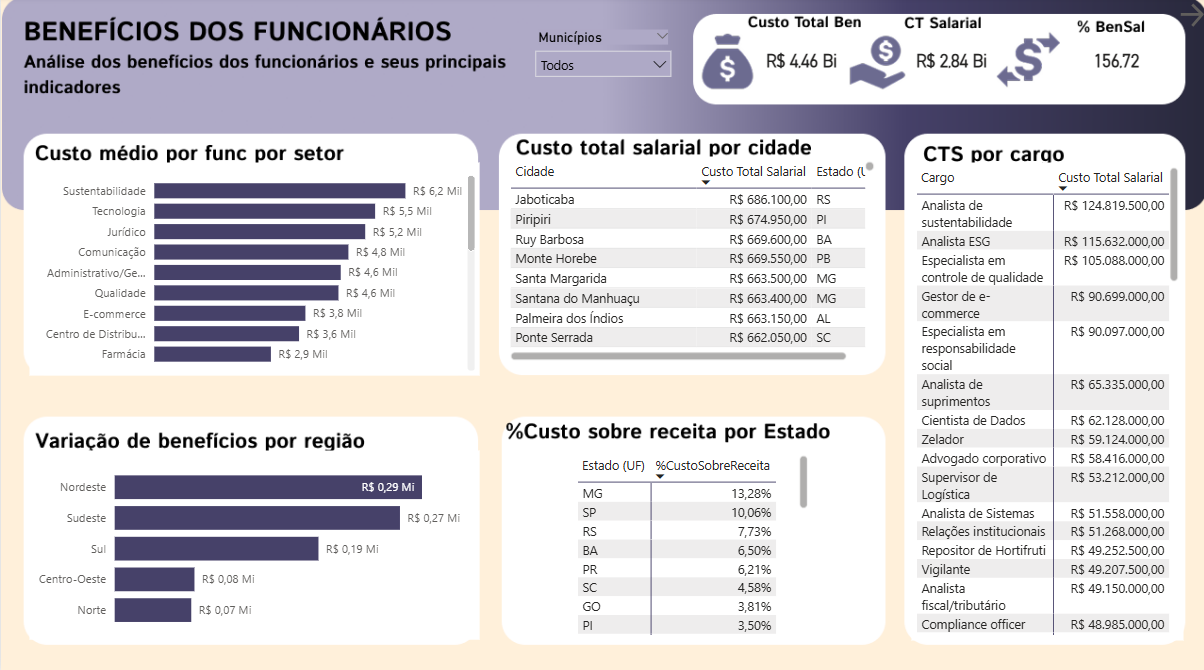 BENEFÍCIOS DOS FUNCIONÁRIOS
Análise dos benefícios dos funcionários e seus principais
indicadores
Municípios
Todos
Custo Total Ben
R$ 4,46 Bi
CT Salarial
R$ 2.84 Bi
% BenSal
156,72
Custo médio por func por setor
Sustentabilidade R$ 6,2 Mil
Tecnologia R$ 5,5 Mil
Jurídico R$ 5,2 Mil
Comunicação R$ 4,8 Mil
Administrativo/Ge... R$ 4,6 Mil
Qualidade R$ 4,6 Mil
E-commerce R$ 3,8 Mil
Centro de Distribu... R$ 3,6 Mil
Farmácia R$ 2,9 Mil
Custo total salarial por cidade
Cidade Custo Total Salarial Estado (U
Jaboticaba R$ 686.100,00 RS
Piripiri R$ 674.950,00 PI
Ruy Barbosa R$ 669.600,00 BA
Monte Horebe R$ 669.550,00 PB
Santa Margarida R$ 663.500,00 MG
Santana do Manhuaçu R$ 663.400,00 MG
Palmeira dos Índios R$ 663.150,00 AL
Ponte Serrada R$ 662.050,00 SC
CTS por cargo
Cargo Custo Total Salarial
Analista de R$ 124.819.500,00
sustentabilidade
Analista ESG R$ 115.632.000,00
Especialista em R$ 105.088.000,00
controle de qualidade
Gestor de e- R$ 90.699.000,00
commerce
Especialista em R$ 90.097.000,00
responsabilidade
social
Analista de R$ 65.335.000,00
suprimentos
Cientista de Dados R$ 62.128.000,00
Zelador R$ 59.124.000,00
Advogado corporativo R$ 58.416.000,00
Supervisor de R$ 53.212.000,00
Logística
Analista de Sistemas R$ 51.558.000,00
Relações institucionais R$ 51.268.000,00
Repositor de Hortifruti R$ 49.252.500,00
Vigilante R$ 49.207.500,00
Analista R$ 49.150.000,00
fiscal/tributário
Compliance officer R$ 48.985.000,00
Variação de benefícios por região
Nordeste R$ 0,29 Mi
Sudeste R$ 0,27 Mi
Sul R$ 0,19 Mi
Centro-Oeste R$ 0,08 Mi
Norte R$ 0,07 Mi
%Custo sobre receita por Estado
Estado (UF) %CustoSobreReceita
MG 13,28%
SP 10,06%
RS 7,73%
BA 6,50%
PR 6,21%
SC 4,58%
GO 3,81%
PI 3,50%